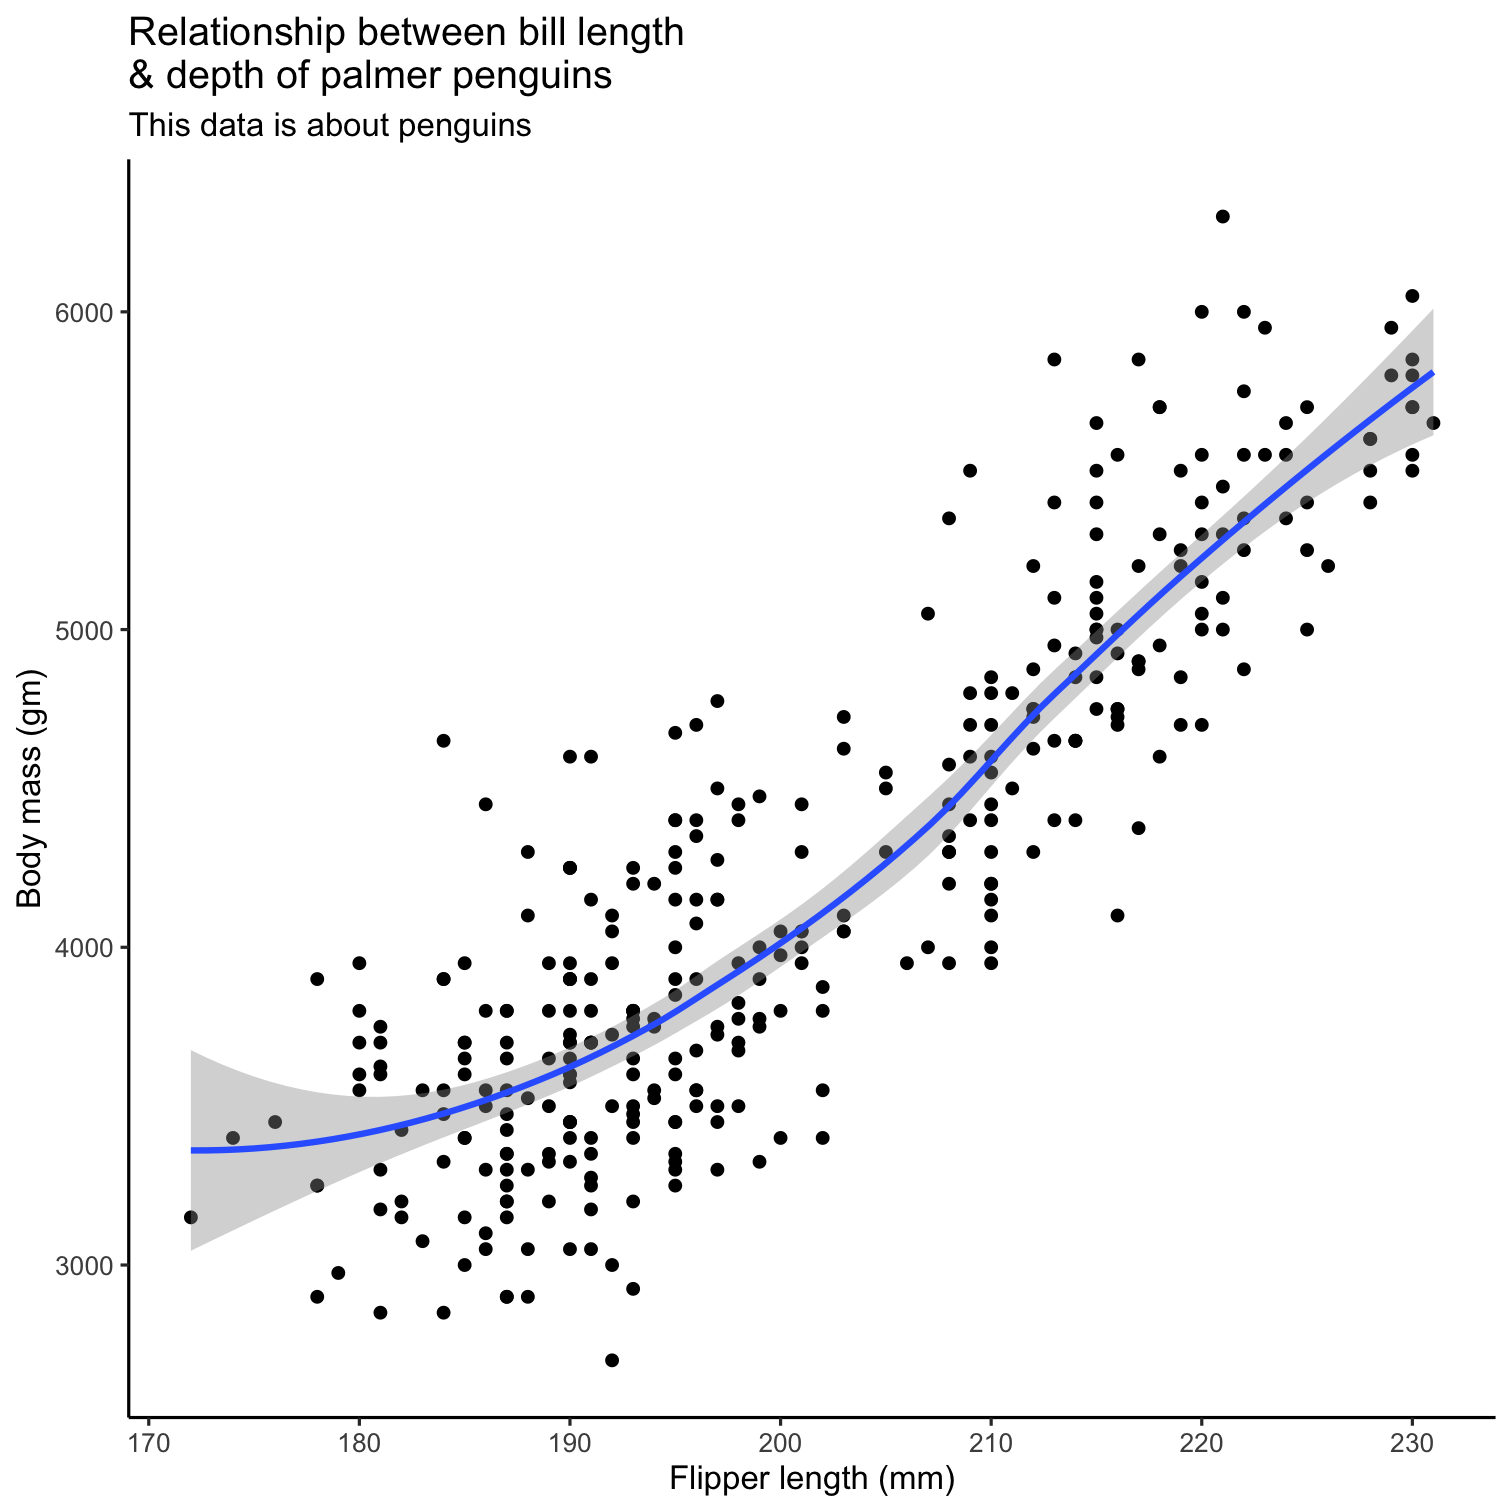 Relationship between bill length
& depth of palmer penguins
This data is about penguins
Body mass (gm)
6000
5000
4000
3000
170 180 190 200 210 220 230
Flipper length (mm)